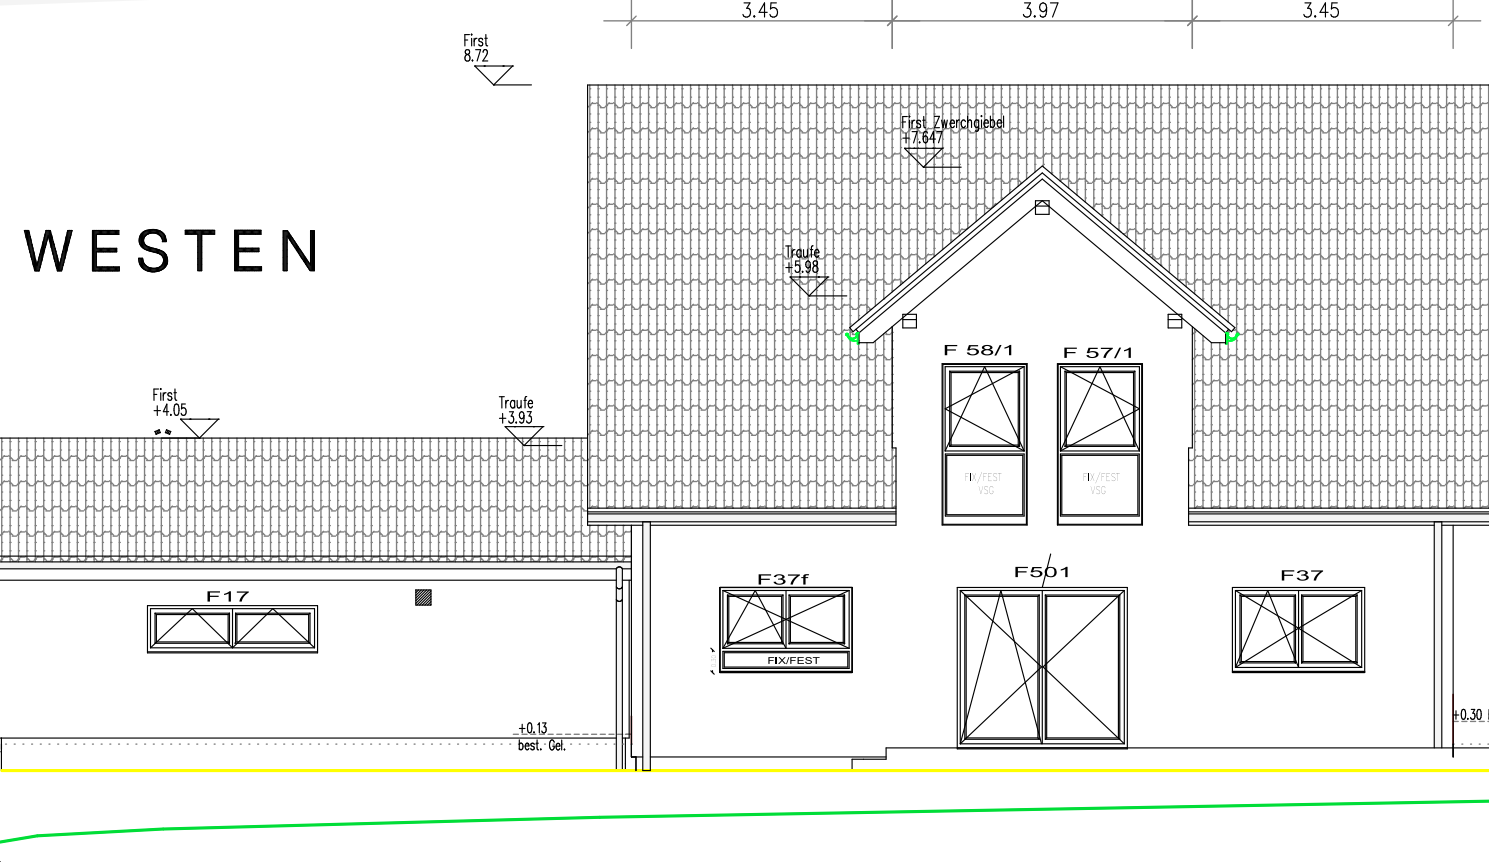 3.45
3.97
3.45
First
8.72
First Zwerchgiebel
+7.647
WESTEN
Traufe
+5.98
F 58/1
F 57/1
First
+4.05
Traufe
+3.93
FIX/FEST
VSG
FIX/FEST
VSG
F37f
F501
F37
F17
FIX/FEST
+0.30
+0.13
best. Gel.